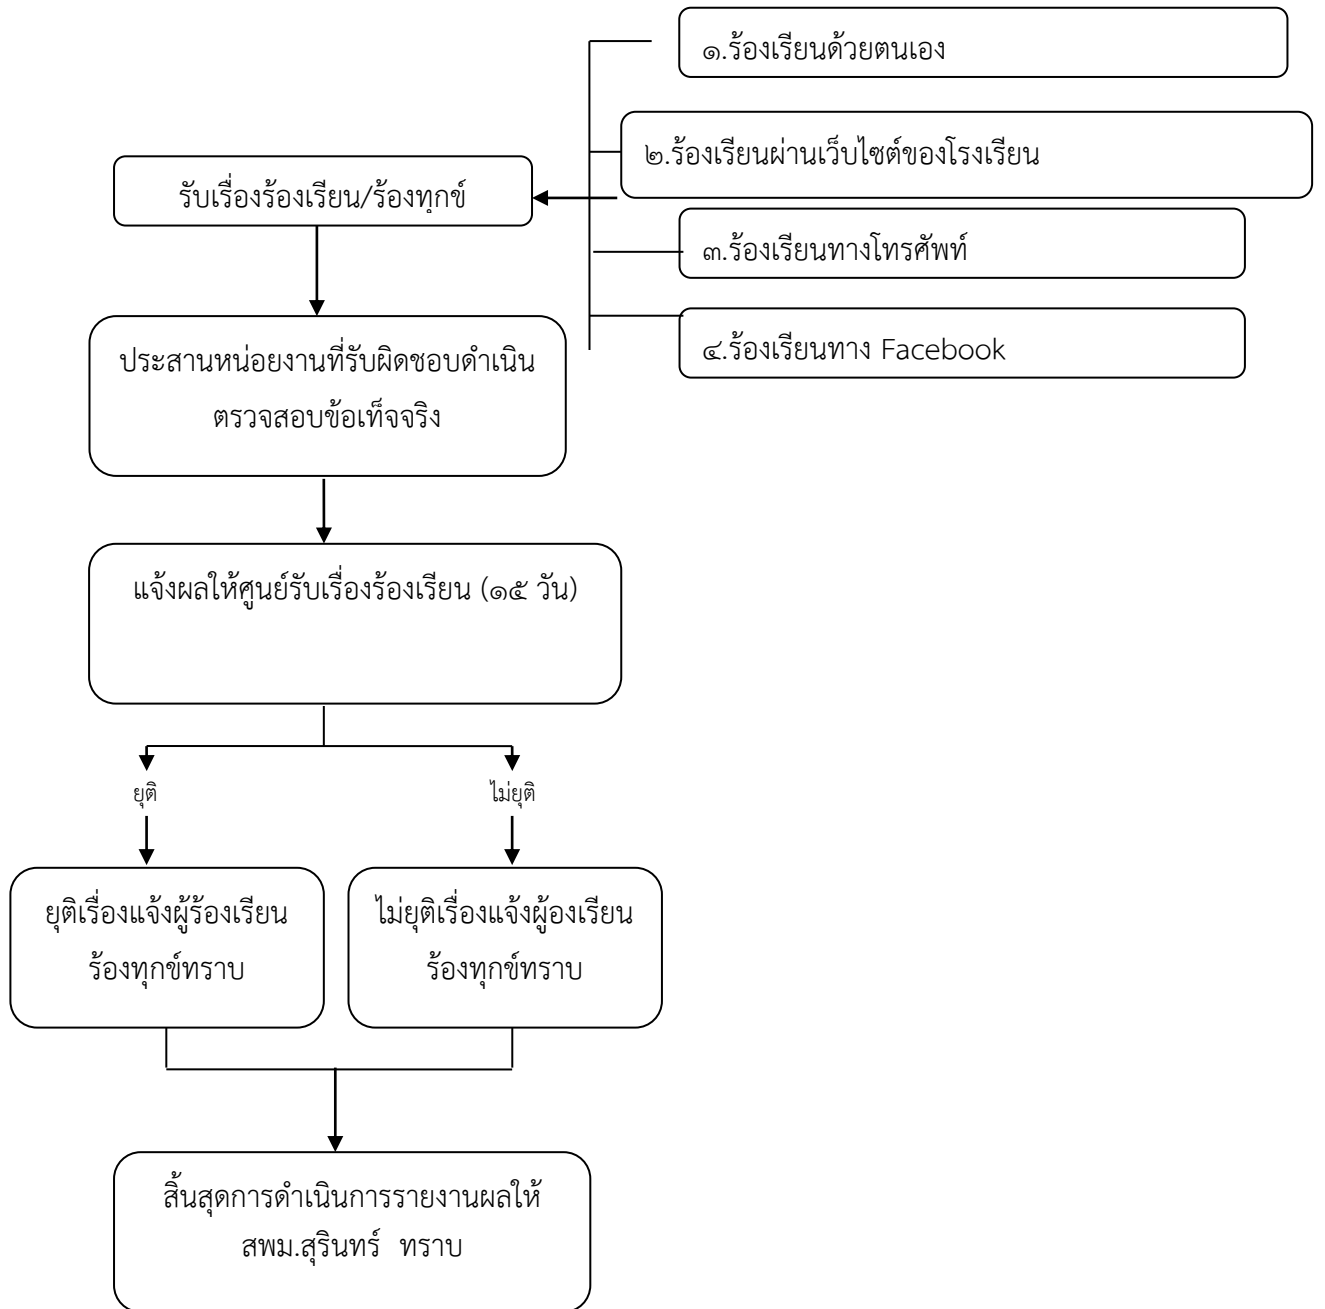 ๑.ร้องเรียนด้วยตนเอง
๒.ร้องเรียนผ่านเว็บไซต์ของโรงเรียน
รับเรื่องร้องเรียน/ร้องทุกข์
๓.ร้องเรียนทางโทรศัพท์
๔.ร้องเรียนทาง Facebook
ประสานหน่อยงานที่รับผิดชอบดำเนิน
ตรวจสอบข้อเท็จจริง
แจ้งผลให้ศูนย์รับเรื่องร้องเรียน (๑๕ วัน)
ยุติ
ไม่ยุติ
ยุติเรื่องแจ้งผู้ร้องเรียน
ร้องทุกข์ทราบ
ไม่ยุติเรื่องแจ้งผู้องเรียน
ร้องทุกข์ทราบ
สิ้นสุดการดำเนินการรายงานผลให้
สพม.สุรินทร์ ทราบ